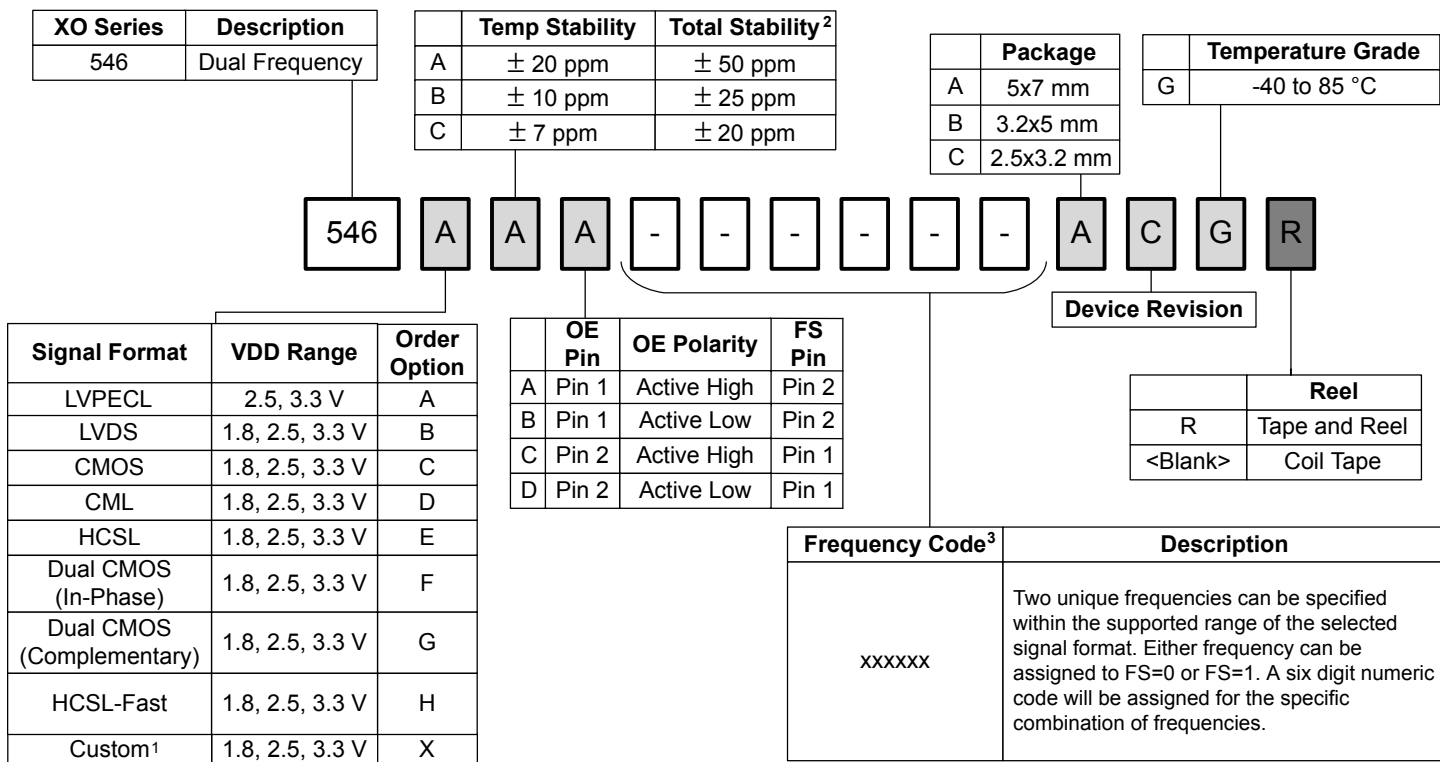 XO Series Description
546 Dual Frequency
Temp Stability Total Stability²
A ± 20 ppm ± 50 ppm
B ± 10 ppm ± 25 ppm
C ± 7 ppm ± 20 ppm
Package
A 5x7 mm
B 3.2x5 mm
C 2.5x3.2 mm
Temperature Grade
G -40 to 85 °C
546 A A A - - - - - - A C G R
Device Revision
Signal Format VDD Range Order Option
LVPECL 2.5, 3.3 V A
LVDS 1.8, 2.5, 3.3 V B
CMOS 1.8, 2.5, 3.3 V C
CML 1.8, 2.5, 3.3 V D
HCSL 1.8, 2.5, 3.3 V E
Dual CMOS (In-Phase) 1.8, 2.5, 3.3 V F
Dual CMOS (Complementary) 1.8, 2.5, 3.3 V G
HCSL-Fast 1.8, 2.5, 3.3 V H
Custom¹ 1.8, 2.5, 3.3 V X
OE Pin OE Polarity FS Pin
A Pin 1 Active High Pin 2
B Pin 1 Active Low Pin 2
C Pin 2 Active High Pin 1
D Pin 2 Active Low Pin 1
Reel
R Tape and Reel
<Blank> Coil Tape
Frequency Code³ Description
xxxxxx
Two unique frequencies can be specified
within the supported range of the selected
signal format. Either frequency can be
assigned to FS=0 or FS=1. A six digit numeric
code will be assigned for the specific
combination of frequencies.